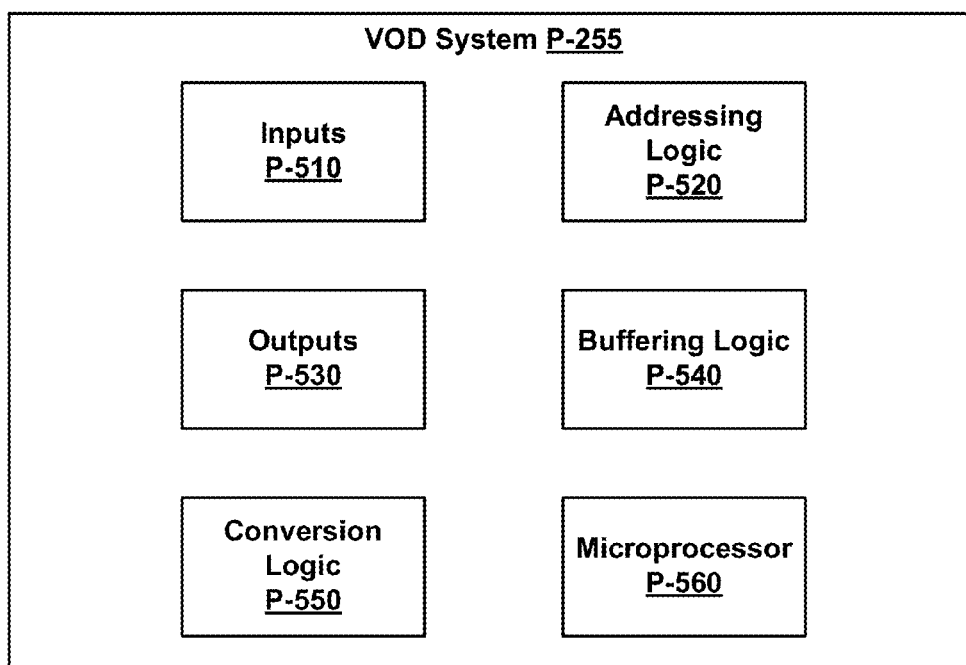 VOD System P-255
Inputs
P-510
Addressing
Logic
P-520
Outputs
P-530
Buffering Logic
P-540
Conversion
Logic
P-550
Microprocessor
P-560